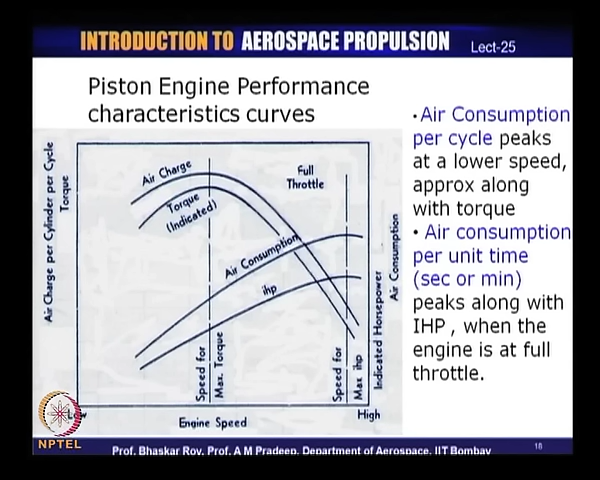 INTRODUCTION TO AEROSPACE PROPULSION
Lect-25
Piston Engine Performance
characteristics curves
Air Charge per Cylinder per Cycle
Torque
Air Charge
Torque
(Indicated)
Full
Throttle
Air Consumption
ihp
Speed for
Max. Torque
Speed for
Max ihp
Indicated Horsepower
Air Consumption
Low
Engine Speed
High
•Air Consumption
per cycle peaks
at a lower speed,
approx along
with torque
• Air consumption
per unit time
(sec or min)
peaks along with
IHP , when the
engine is at full
throttle.
NPTEL
Prof. Bhaskar Roy, Prof. A M Pradeep, Department of Aerospace, IIT Bombay
18